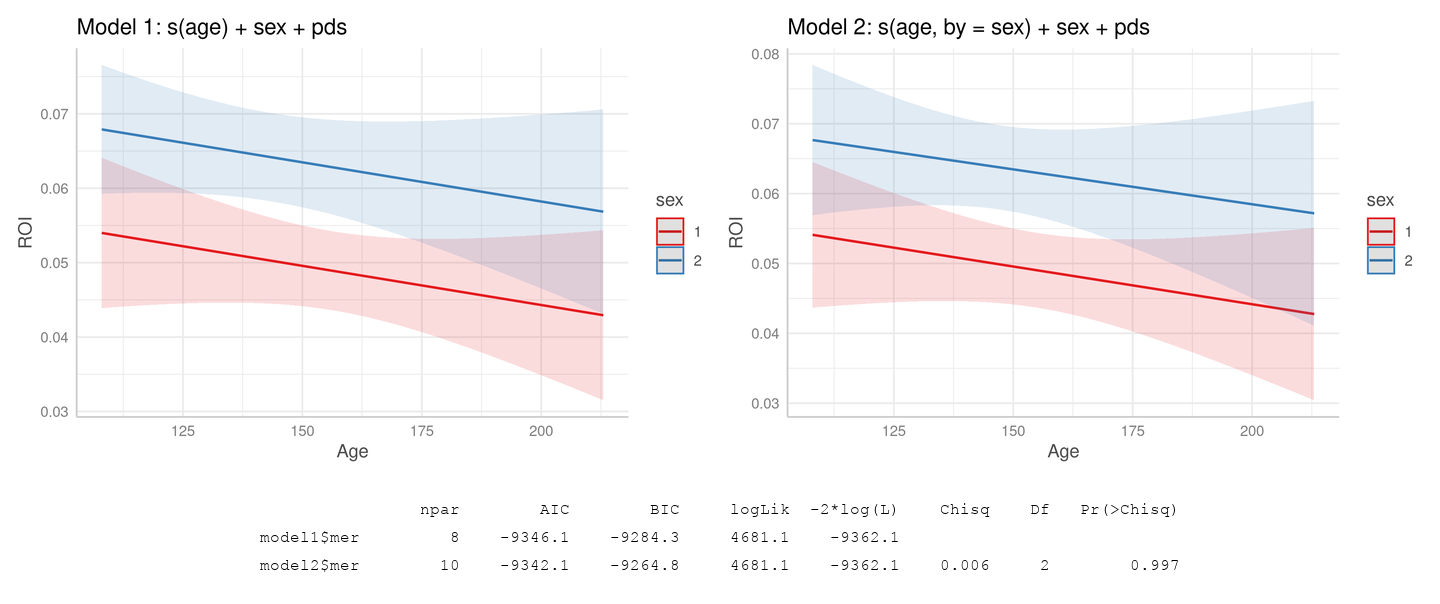 Model 1: s(age) + sex + pds
0.07
0.06
0.05
0.04
0.03
ROI
125 150 175 200
Age
sex
1
2
Model 2: s(age, by = sex) + sex + pds
0.08
0.07
0.06
0.05
0.04
0.03
ROI
125 150 175 200
Age
sex
1
2
npar AIC BIC logLik -2*log(L) Chisq Df Pr(>Chisq)
model1$mer 8 -9346.1 -9284.3 4681.1 -9362.1
model2$mer 10 -9342.1 -9264.8 4681.1 -9362.1 0.006 2 0.997